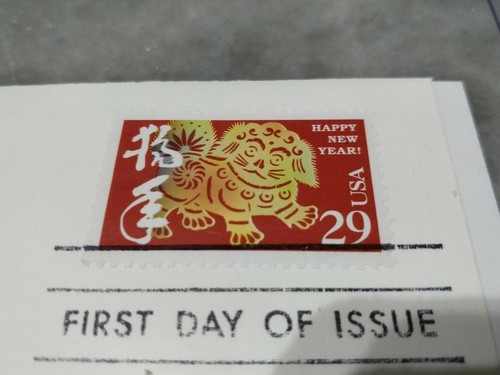 狗年
HAPPY
NEW
YEAR!
USA
29
FIRST DAY OF ISSUE